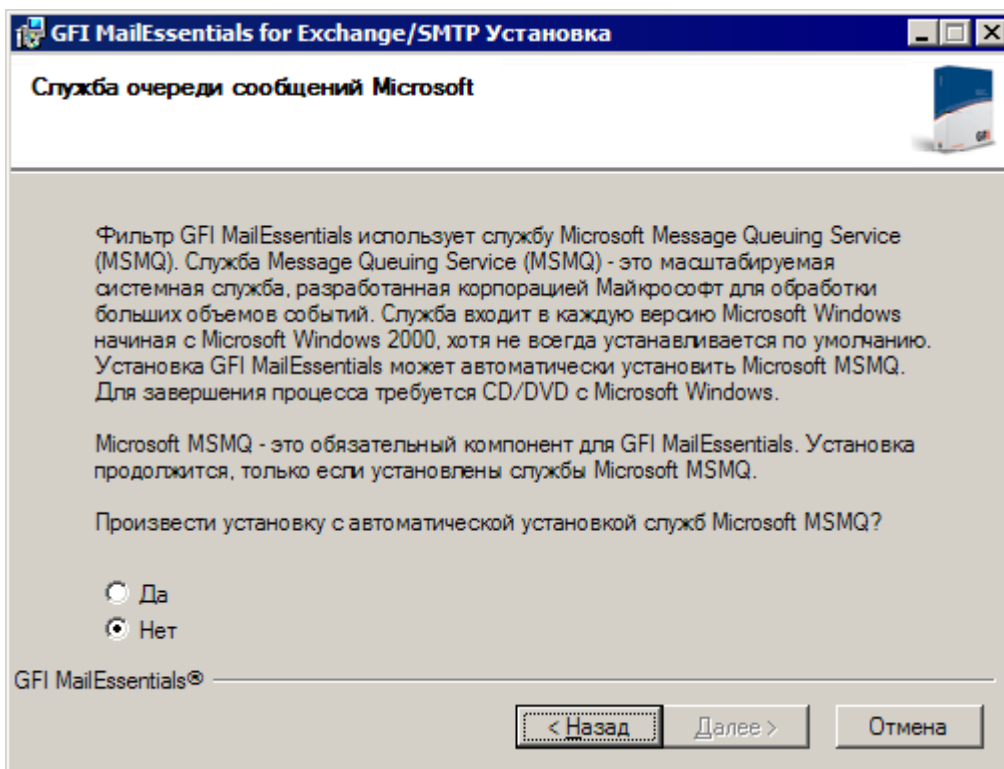 GFI MailEssentials for Exchange/SMTP Установка
Служба очереди сообщений Microsoft
GFI
Фильтр GFI MailEssentials использует службу Microsoft Message Queuing Service
(MSMQ). Служба Message Queuing Service (MSMQ) - это масштабируемая
системная служба, разработанная корпорацией Майкрософт для обработки
больших объемов событий. Служба входит в каждую версию Microsoft Windows
начиная с Microsoft Windows 2000, хотя не всегда устанавливается по умолчанию.
Установка GFI MailEssentials может автоматически установить Microsoft MSMQ.
Для завершения процесса требуется CD/DVD с Microsoft Windows.
Microsoft MSMQ - это обязательный компонент для GFI MailEssentials. Установка
продолжится, только если установлены службы Microsoft MSMQ.
Произвести установку с автоматической установкой служб Microsoft MSMQ?
Да
Нет
GFI MailEssentials®
< Назад Далее > Отмена